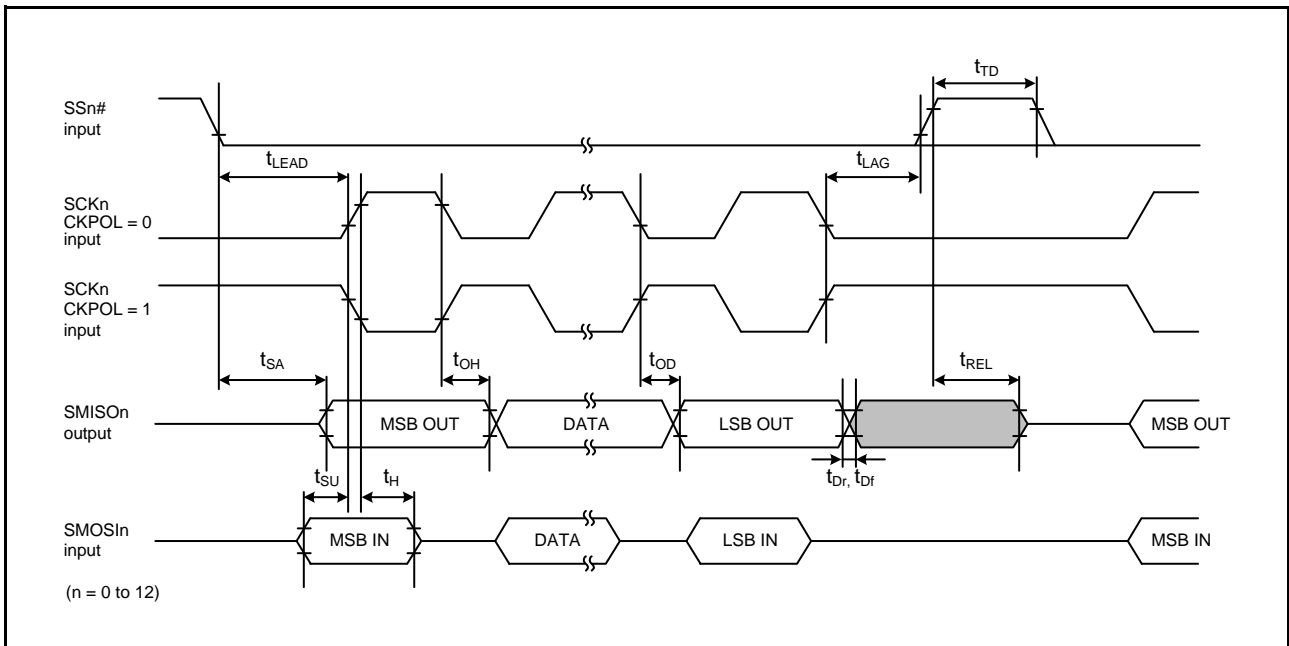 SSn#
input
tTD
tLEAD
tLAG
SCKn
CKPOL = 0
input
SCKn
CKPOL = 1
input
tSA
tOH
tOD
tREL
SMISOn
output
MSB OUT
DATA
LSB OUT
MSB OUT
tSU
tH
tDr, tDf
SMOSIn
input
MSB IN
DATA
LSB IN
MSB IN
(n = 0 to 12)